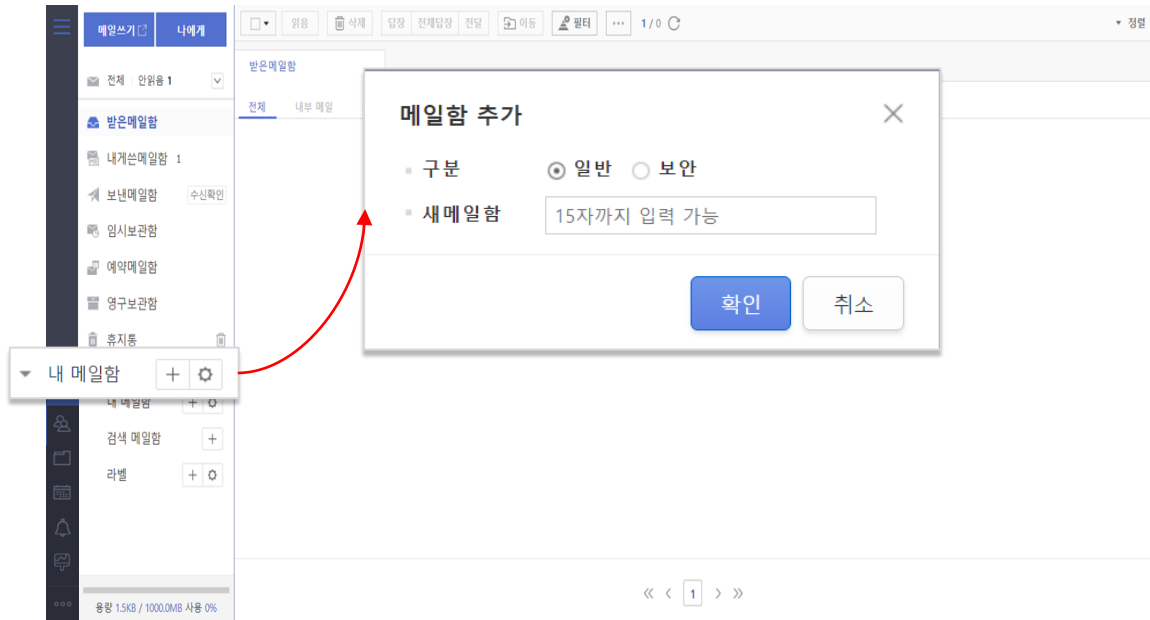 메일쓰기 나에게
읽음 삭제 답장 전체답장 전달 이동 필터 ··· 1 / 0 정렬
전체 안읽음 1
받은메일함
전체 내부 메일
받은메일함
내게쓴메일함 1
보낸메일함 수신확인
임시보관함
예약메일함
영구보관함
휴지통
내 메일함
내 메일함
검색 메일함
라벨
용량 1.5KB / 1000.0MB 사용 0%
메일함 추가
구분 일반 보안
새메일함 15자까지 입력 가능
확인 취소
« < 1 > »